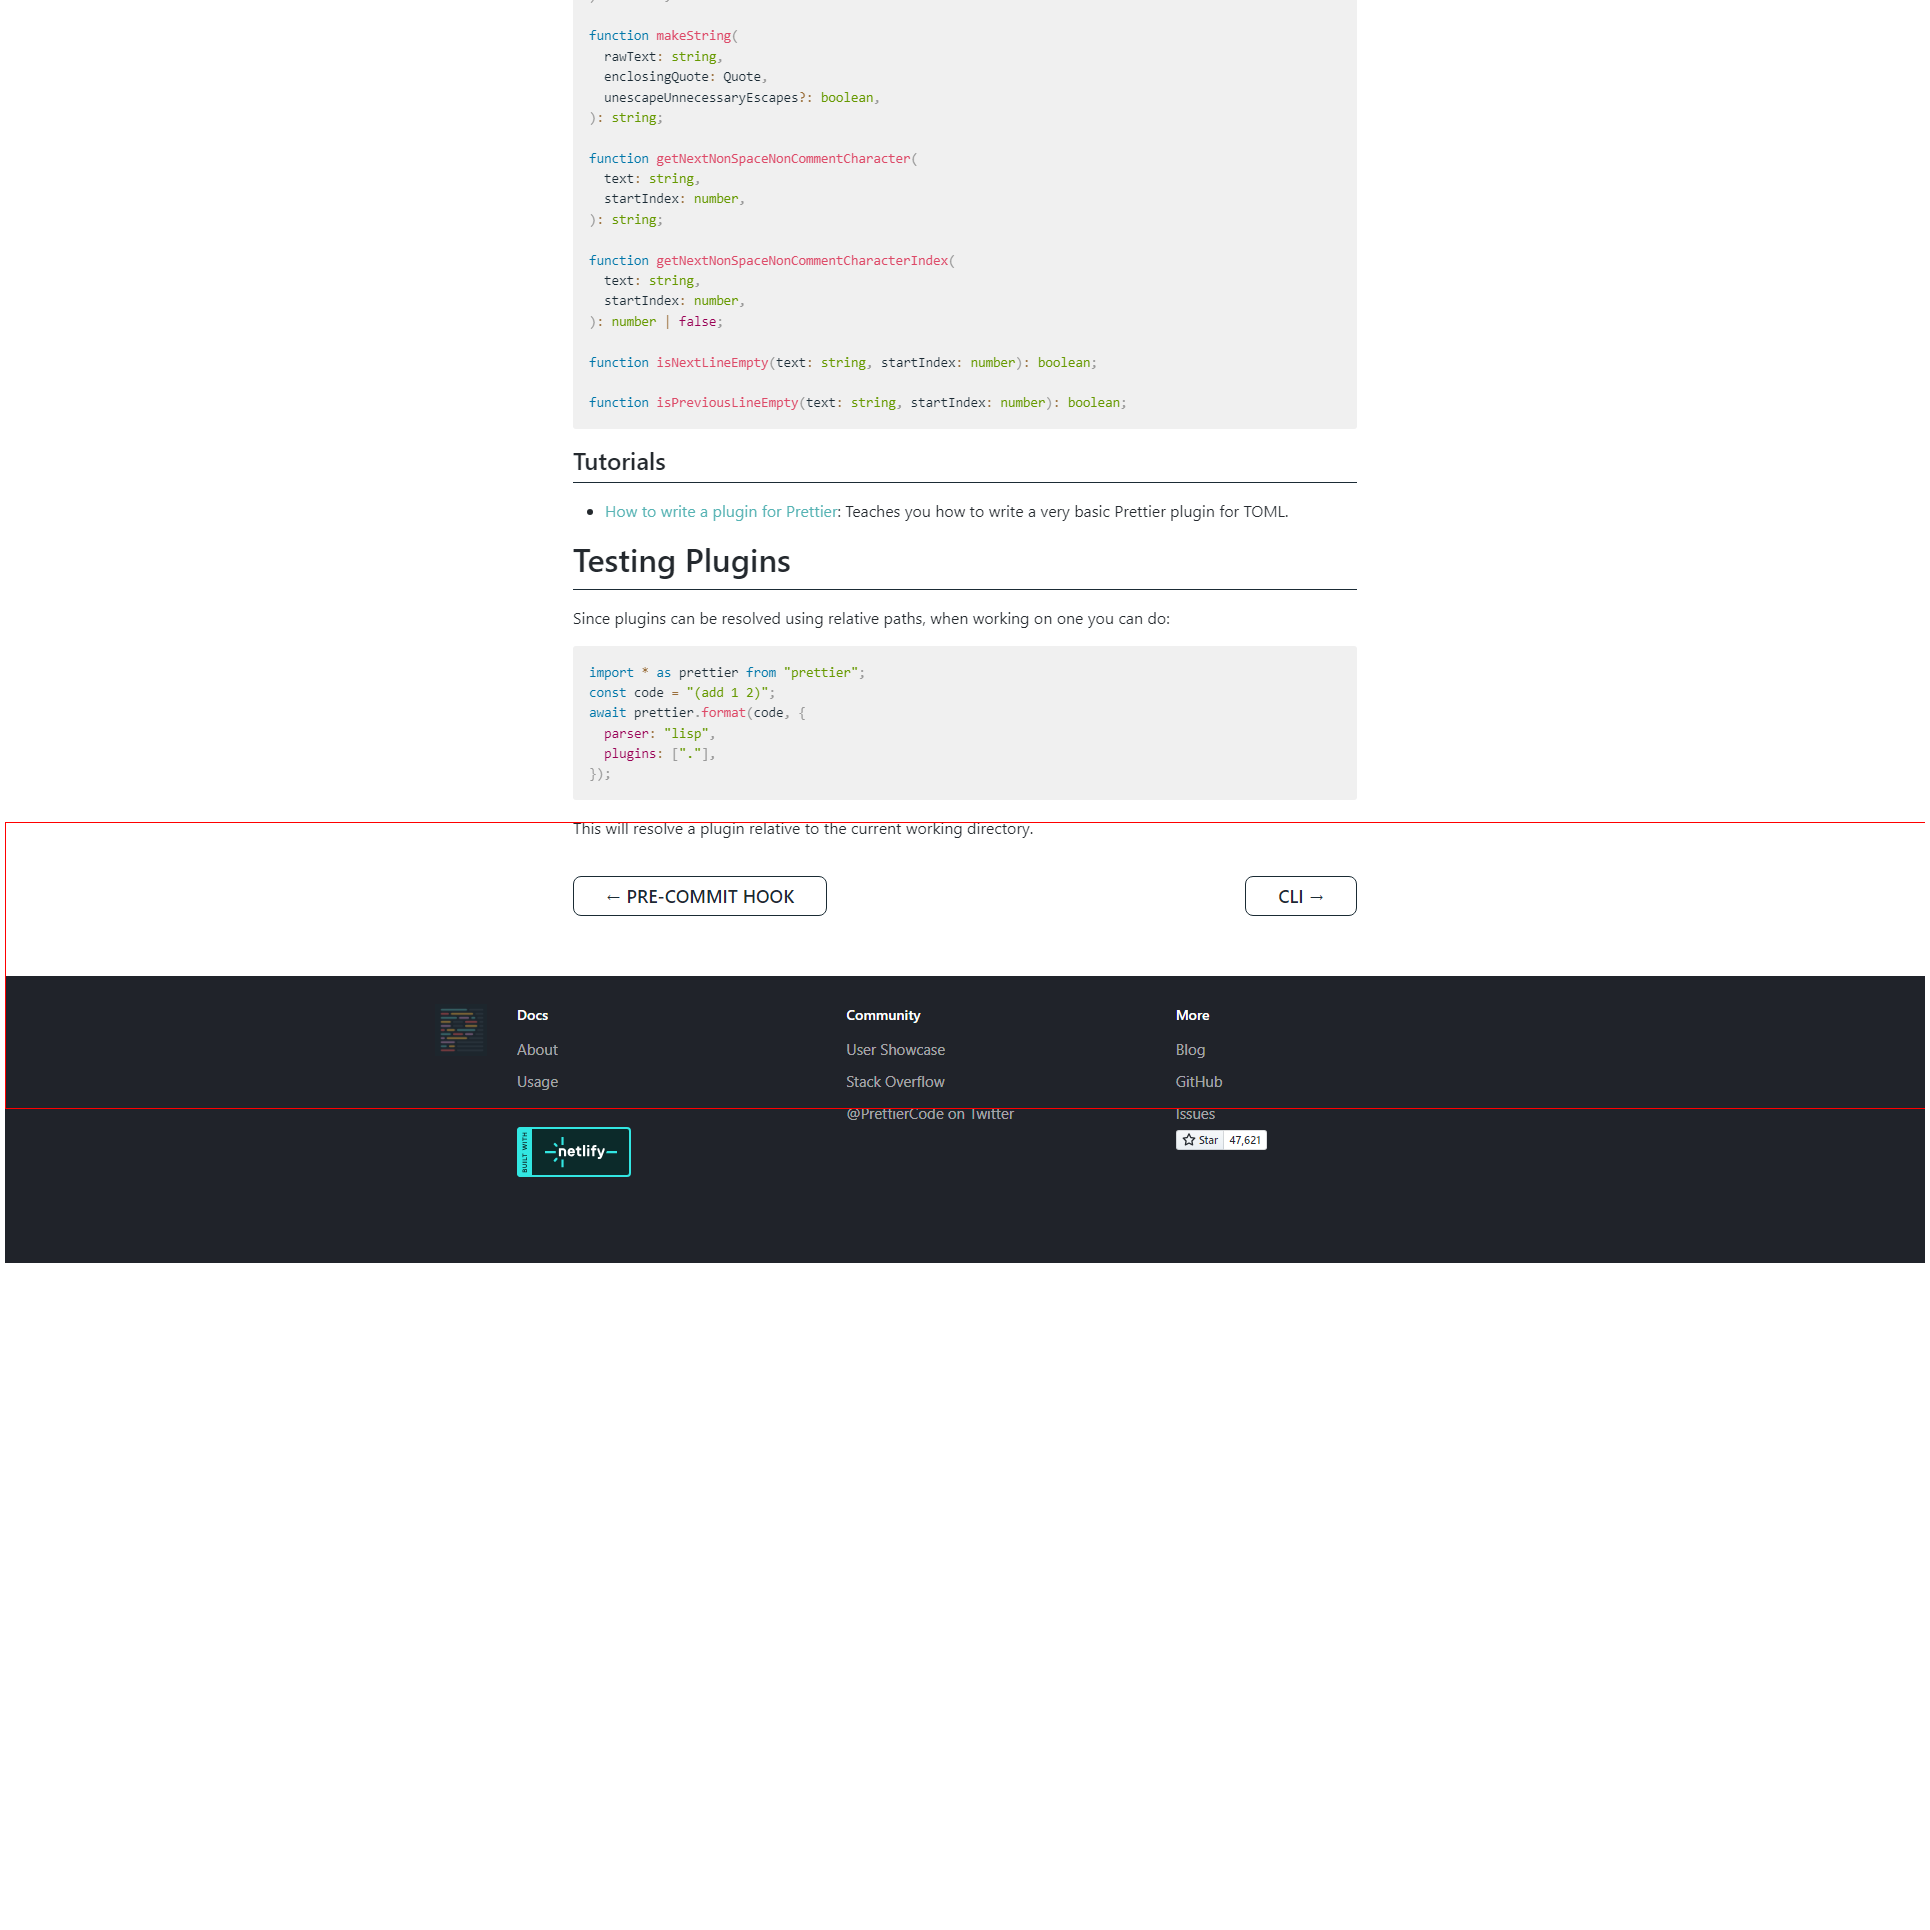 function makeString(
  rawText: string,
  enclosingQuote: Quote,
  unescapeUnnecessaryEscapes?: boolean,
): string;
function getNextNonSpaceNonCommentCharacter(
  text: string,
  startIndex: number,
): string;
function getNextNonSpaceNonCommentCharacterIndex(
  text: string,
  startIndex: number,
): number | false;
function isNextLineEmpty(text: string, startIndex: number): boolean;
function isPreviousLineEmpty(text: string, startIndex: number): boolean;
Tutorials
• How to write a plugin for Prettier: Teaches you how to write a very basic Prettier plugin for TOML.
Testing Plugins
Since plugins can be resolved using relative paths, when working on one you can do:
import * as prettier from "prettier";
const code = "(add 1 2)";
await prettier.format(code, {
  parser: "lisp",
  plugins: ["."],
});
This will resolve a plugin relative to the current working directory.
← PRE-COMMIT HOOK
CLI →
Docs
About
Usage
BUILT WITH
netlify
Community
User Showcase
Stack Overflow
@PrettierCode on Twitter
More
Blog
GitHub
Issues
Star 47,621